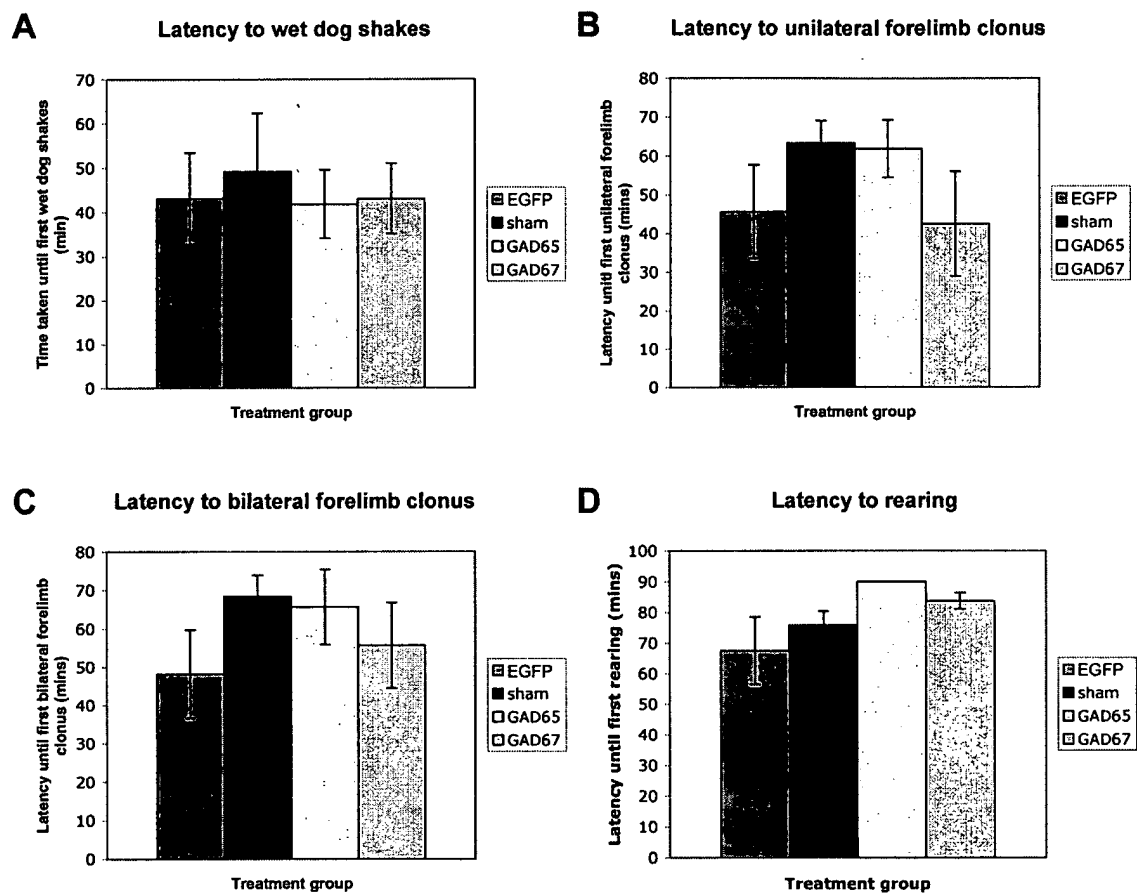 A
Latency to wet dog shakes
Time taken until first wet dog shakes
(min)
70
60
50
40
30
20
10
0
Treatment group
EGFP
sham
GAD65
GAD67
B
Latency to unilateral forelimb clonus
Latency unitl first unilateral forelimb
clonus (mins)
80
70
60
50
40
30
20
10
0
Treatment group
EGFP
sham
GAD65
GAD67
C
Latency to bilateral forelimb clonus
Latency until first bilateral forelimb
clonus (mins)
80
70
60
50
40
30
20
10
0
Treatment group
EGFP
sham
GAD65
GAD67
D
Latency to rearing
Latency until first rearing (mins)
100
90
80
70
60
50
40
30
20
10
0
Treatment group
EGFP
sham
GAD65
GAD67